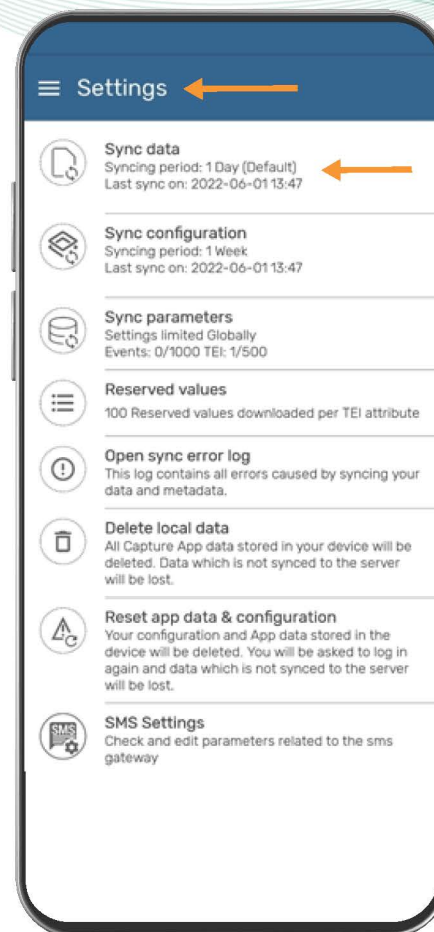 Settings
Sync data
Syncing period: 1 Day (Default)
Last sync on: 2022-06-01 13:47
Sync configuration
Syncing period: 1 Week
Last sync on: 2022-06-01 13:47
Sync parameters
Settings limited Globally
Events: 0/1000 TEI: 1/500
Reserved values
100 Reserved values downloaded per TEI attribute
Open sync error log
This log contains all errors caused by syncing your
data and metadata.
Delete local data
All Capture App data stored in your device will be
deleted. Data which is not synced to the server
will be lost.
Reset app data & configuration
Your configuration and App data stored in the
device will be deleted. You will be asked to log in
again and data which is not synced to the server
will be lost.
SMS
SMS Settings
Check and edit parameters related to the sms
gateway